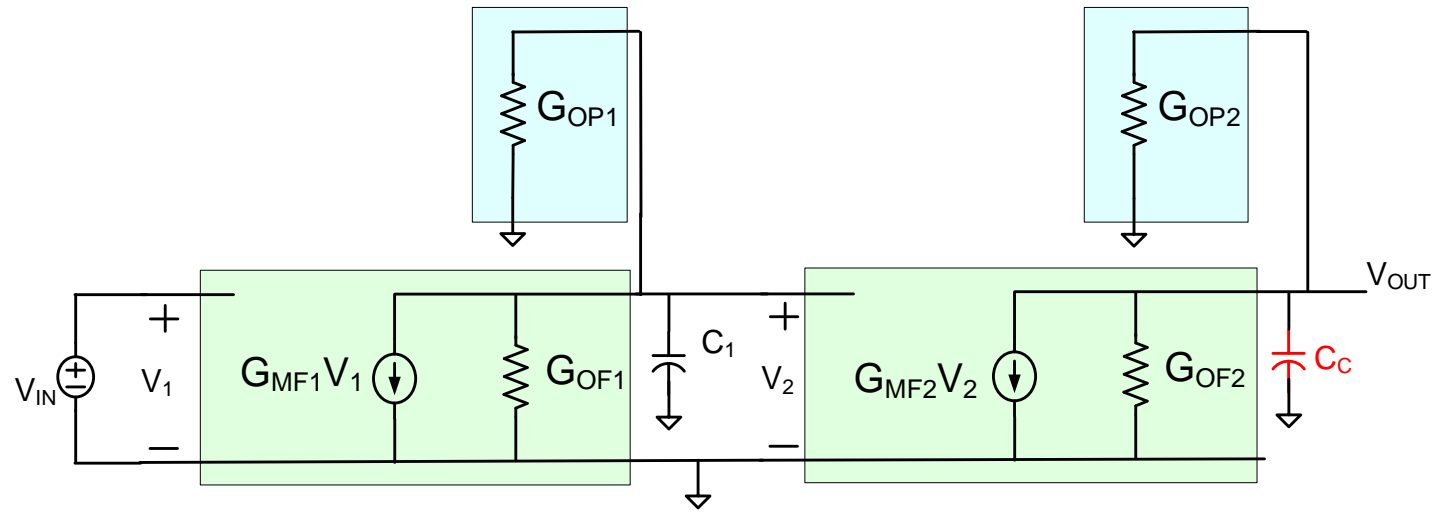 G_OP1
G_OP2
V_OUT
V_IN
+
−
+
V_1
−
G_MF1V_1
G_OF1
C_1
+
V_2
−
G_MF2V_2
G_OF2
C_C